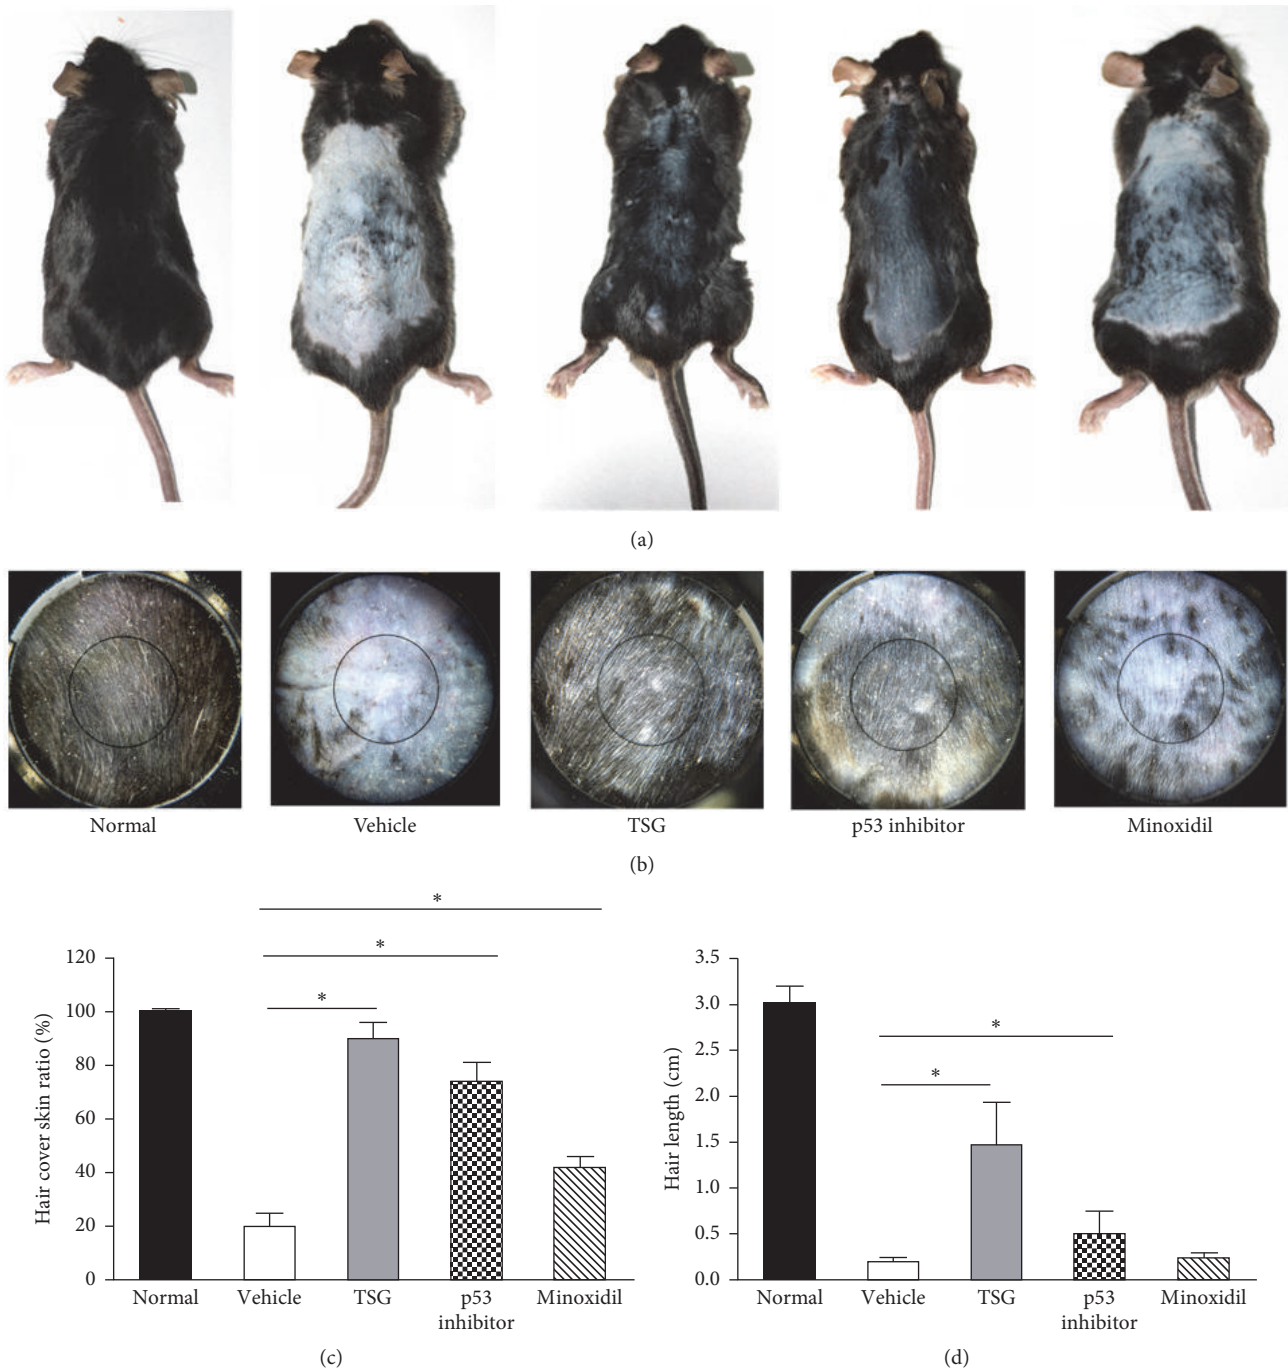 (a)
Normal Vehicle TSG p53 inhibitor Minoxidil
(b)
*
*
*
120
100
80
60
40
20
0
Hair cover skin ratio (%)
Normal Vehicle TSG p53 Minoxidil
inhibitor
(c)
*
*
3.5
3.0
2.5
2.0
1.5
1.0
0.5
0.0
Hair length (cm)
Normal Vehicle TSG p53 Minoxidil
inhibitor
(d)